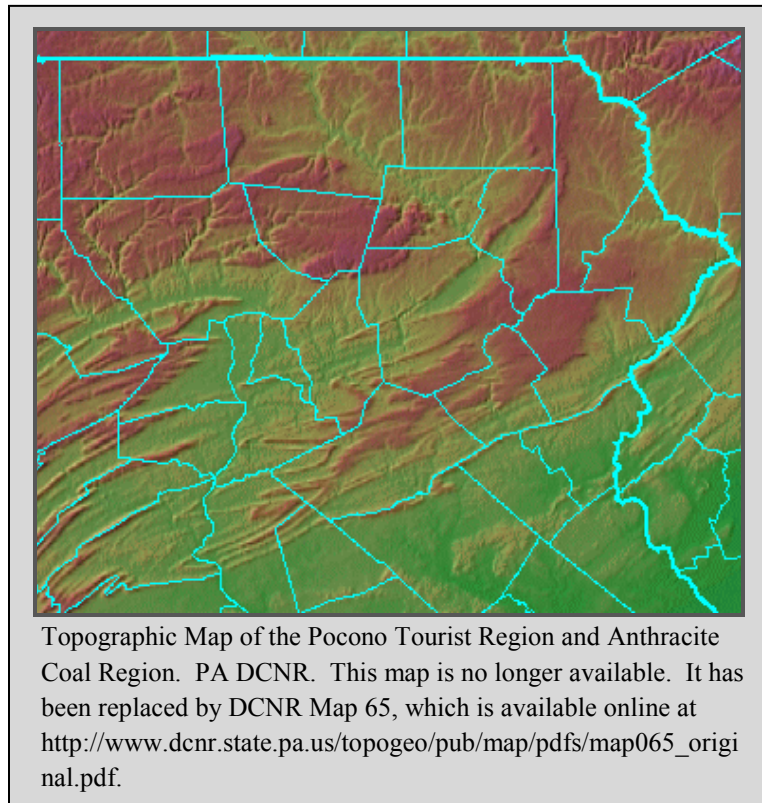 Topographic Map of the Pocono Tourist Region and Anthracite
Coal Region.  PA DCNR.  This map is no longer available.  It has
been replaced by DCNR Map 65, which is available online at
http://www.dcnr.state.pa.us/topogeo/pub/map/pdfs/map065_origi
nal.pdf.